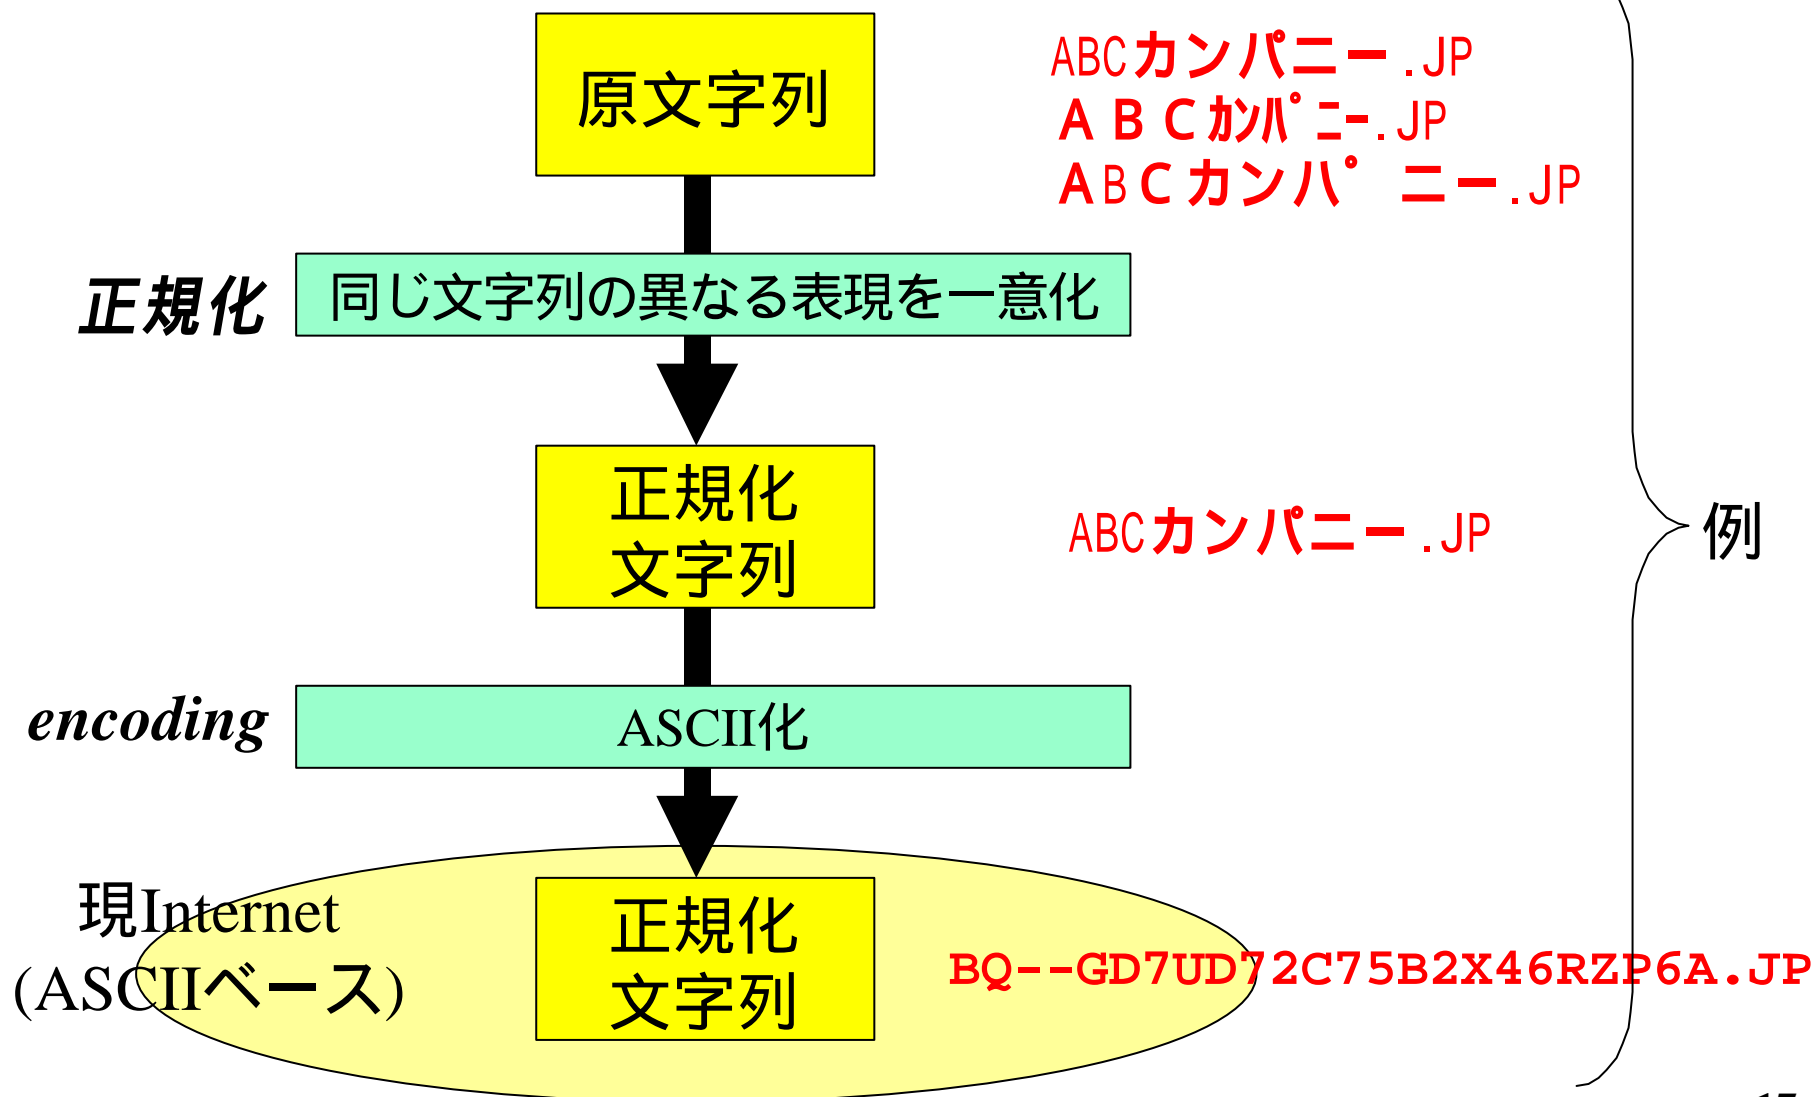 原文字列
ABCカンパニー.JP
ＡＢＣｶﾝﾊﾟﾆｰ.JP
ＡBＣカンハ゜ニー.JP
正規化
同じ文字列の異なる表現を一意化
正規化
文字列
ABCカンパニー.JP
例
encoding
ASCII化
現Internet
(ASCIIベース)
正規化
文字列
BQ--GD7UD72C75B2X46RZP6A.JP